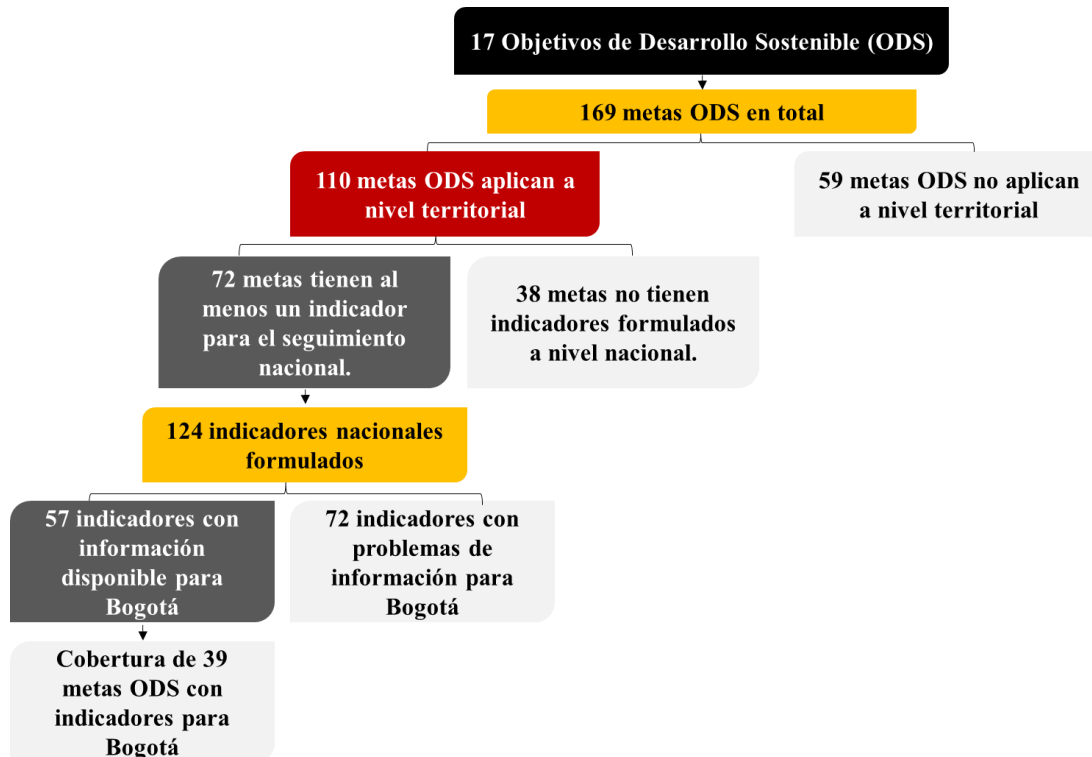 17 Objetivos de Desarrollo Sostenible (ODS)
169 metas ODS en total
110 metas ODS aplican a
nivel territorial
59 metas ODS no aplican
a nivel territorial
72 metas tienen al
menos un indicador
para el seguimiento
nacional.
38 metas no tienen
indicadores formulados
a nivel nacional.
124 indicadores nacionales
formulados
57 indicadores con
información
disponible para
Bogotá
72 indicadores con
problemas de
información para
Bogotá
Cobertura de 39
metas ODS con
indicadores para
Bogotá